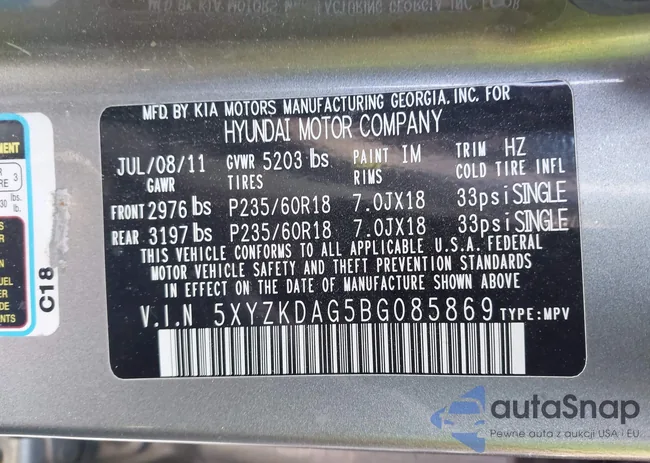 MFD. BY KIA MOTORS MANUFACTURING GEORGIA, INC. FOR
HYUNDAI MOTOR COMPANY
JUL/08/11 GVWR 5203 lbs PAINT IM TRIM HZ
GAWR TIRES RIMS COLD TIRE INFL
FRONT 2976 lbs P235/60R18 7.0JX18 33psi SINGLE
REAR 3197 lbs P235/60R18 7.0JX18 33psi SINGLE
THIS VEHICLE CONFORMS TO ALL APPLICABLE U.S.A. FEDERAL
MOTOR VEHICLE SAFETY AND THEFT PREVENTION STANDARDS
IN EFFECT ON THE DATE OF MANUFACTURE SHOWN ABOVE
V.I.N 5XYZKDAG5BG085869 TYPE:MPV
C18
autaSnap
Pewne auta z aukcji USA i EU